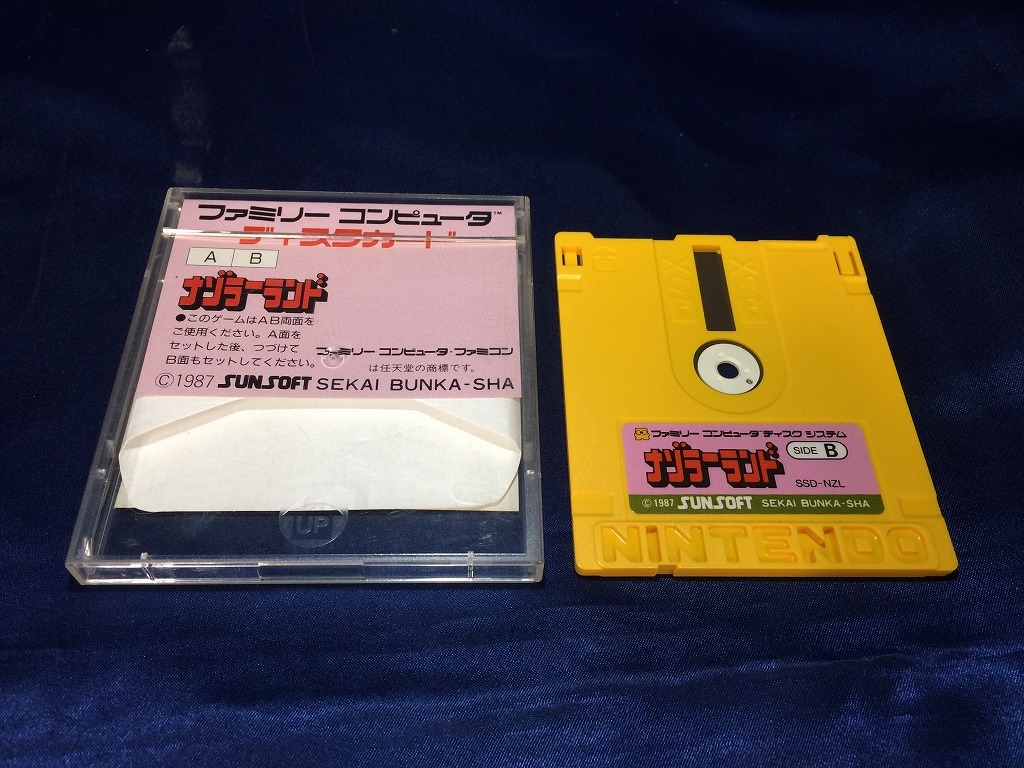 ファミリー コンピュータ™
ディスクカード
A B
ナゾラーランド
●このゲームはAB両面を
ご使用ください。A面を
セットした後、つづけて
B面もセットしてください。
ファミリー コンピュータ・ファミコン
は任天堂の商標です。
©1987 SUNSOFT SEKAI BUNKA-SHA
UP
ファミリー コンピュータ ディスク システム
ナゾラーランド
SIDE B
SSD-NZL
©1987 SUNSOFT SEKAI BUNKA-SHA
NINTENDO